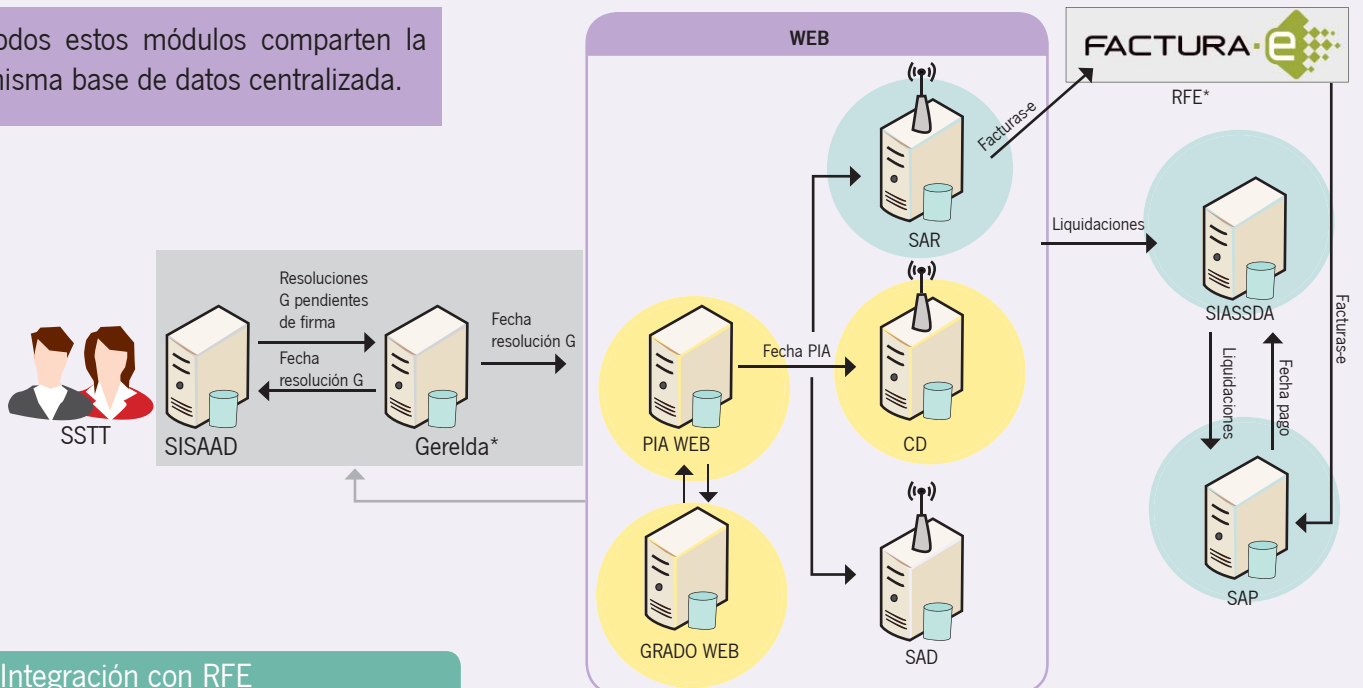 odos estos módulos comparten la
misma base de datos centralizada.
WEB
FACTURA-e
RFE*
Facturas-e
SAR
Liquidaciones
SIASSDA
Facturas-e
Resoluciones
G pendientes
de firma
Fecha
resolución G
Fecha
resolución G
SSTT
SISAAD
Gerelda*
Fecha PIA
PIA WEB
CD
Liquidaciones
Fecha pago
SAP
GRADO WEB
SAD
Integración con RFE